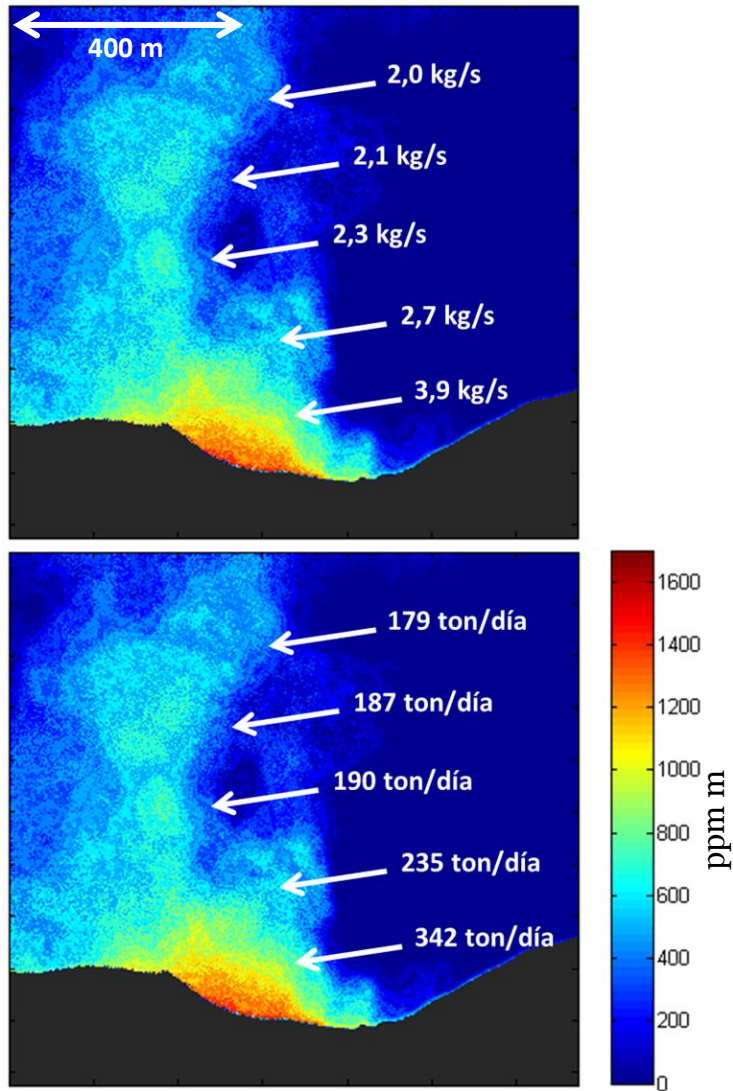 400 m
2,0 kg/s
2,1 kg/s
2,3 kg/s
2,7 kg/s
3,9 kg/s
179 ton/día
187 ton/día
190 ton/día
235 ton/día
342 ton/día
1600
1400
1200
1000
800
600
400
200
0
ppm m